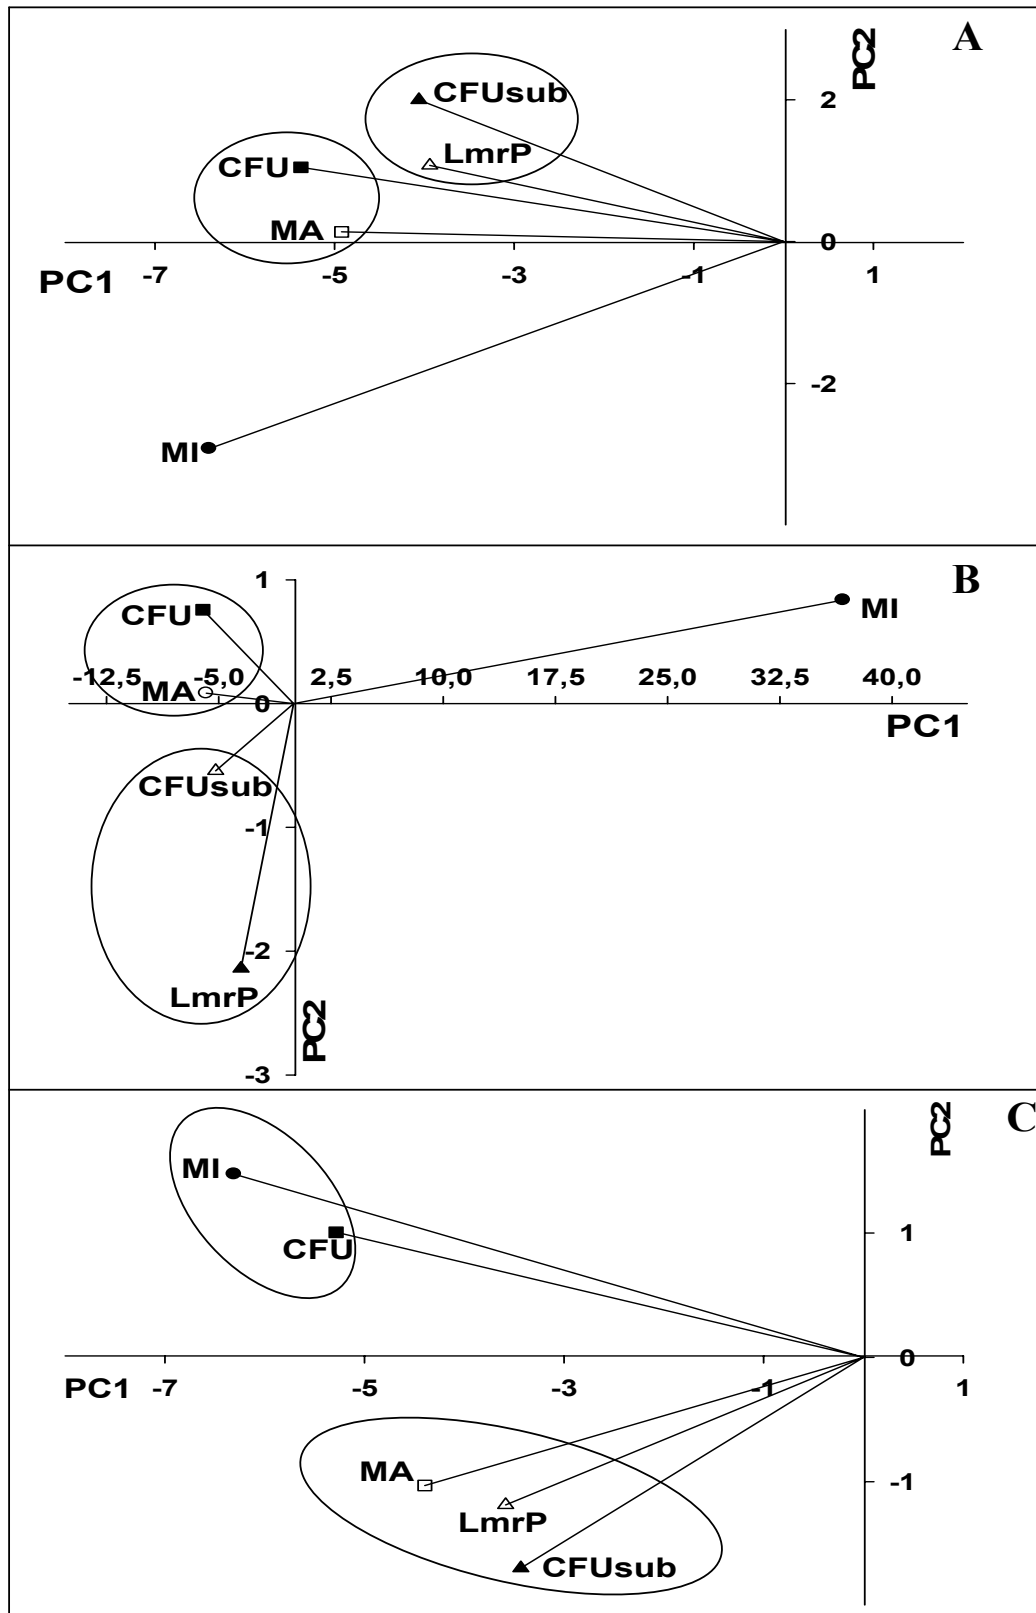 A
PC2
CFUsub
2
LmrP
CFU
MA
0
PC1
-7
-5
-3
-1
1
-2
MI
B
1
CFU
MI
-12,5
-5,0
2,5
10,0
17,5
25,0
32,5
40,0
MA
0
PC1
CFUsub
-1
-2
LmrP
PC2
-3
C
PC2
MI
1
CFU
0
PC1
-7
-5
-3
-1
1
MA
-1
LmrP
CFUsub